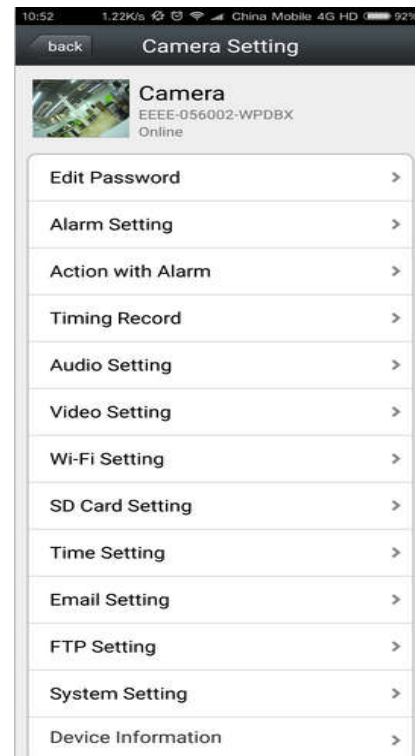 10:52 1.22K/s China Mobile 4G HD 92%
back Camera Setting
Camera
EEEE-056002-WPDBX
Online
Edit Password
Alarm Setting
Action with Alarm
Timing Record
Audio Setting
Video Setting
Wi-Fi Setting
SD Card Setting
Time Setting
Email Setting
FTP Setting
System Setting
Device Information